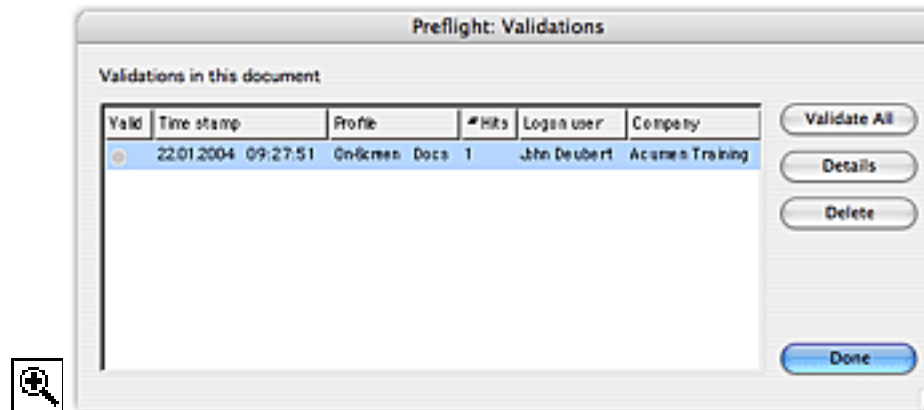 Preflight: Validations
Validations in this document
Valid Time stamp Profile #Hits Logon user Company
22.01.2004 09:27:51 On-Screen Docs 1 John Deubert Acumen Training
Validate All
Details
Delete
Done